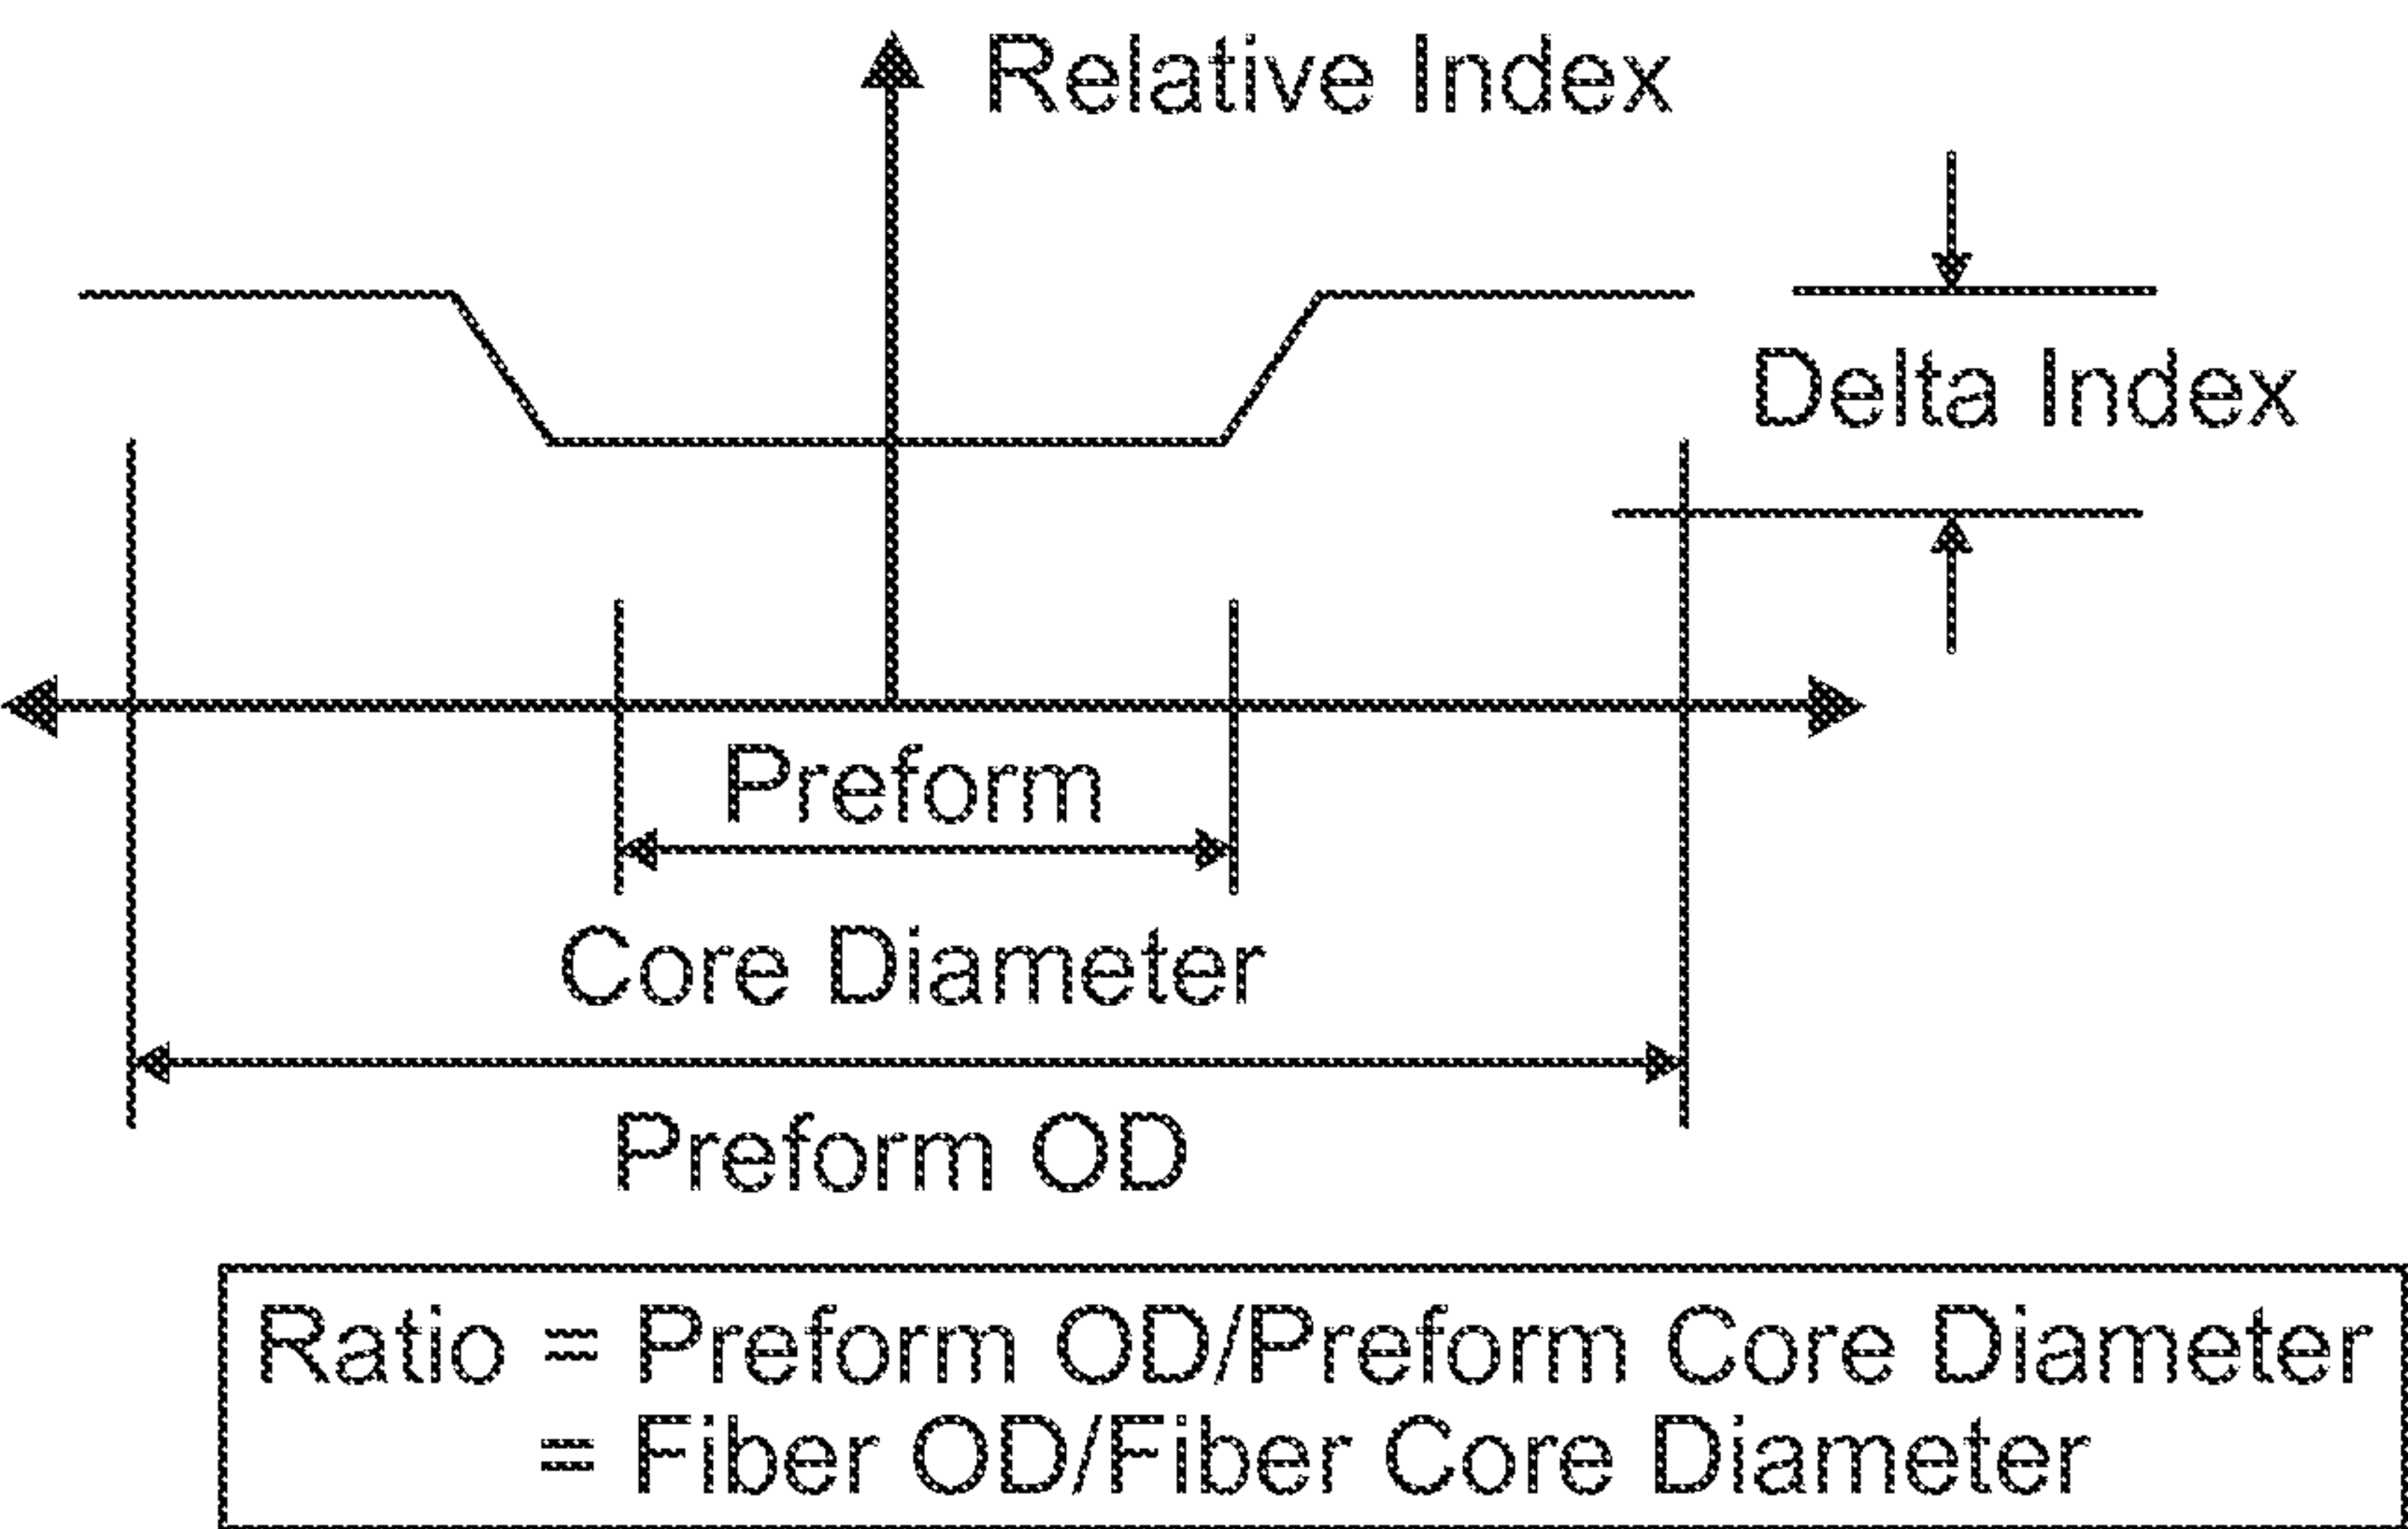 Relative Index
Delta Index
Preform
Core Diameter
Preform OD
Ratio = Preform OD/Preform Core Diameter
= Fiber OD/Fiber Core Diameter